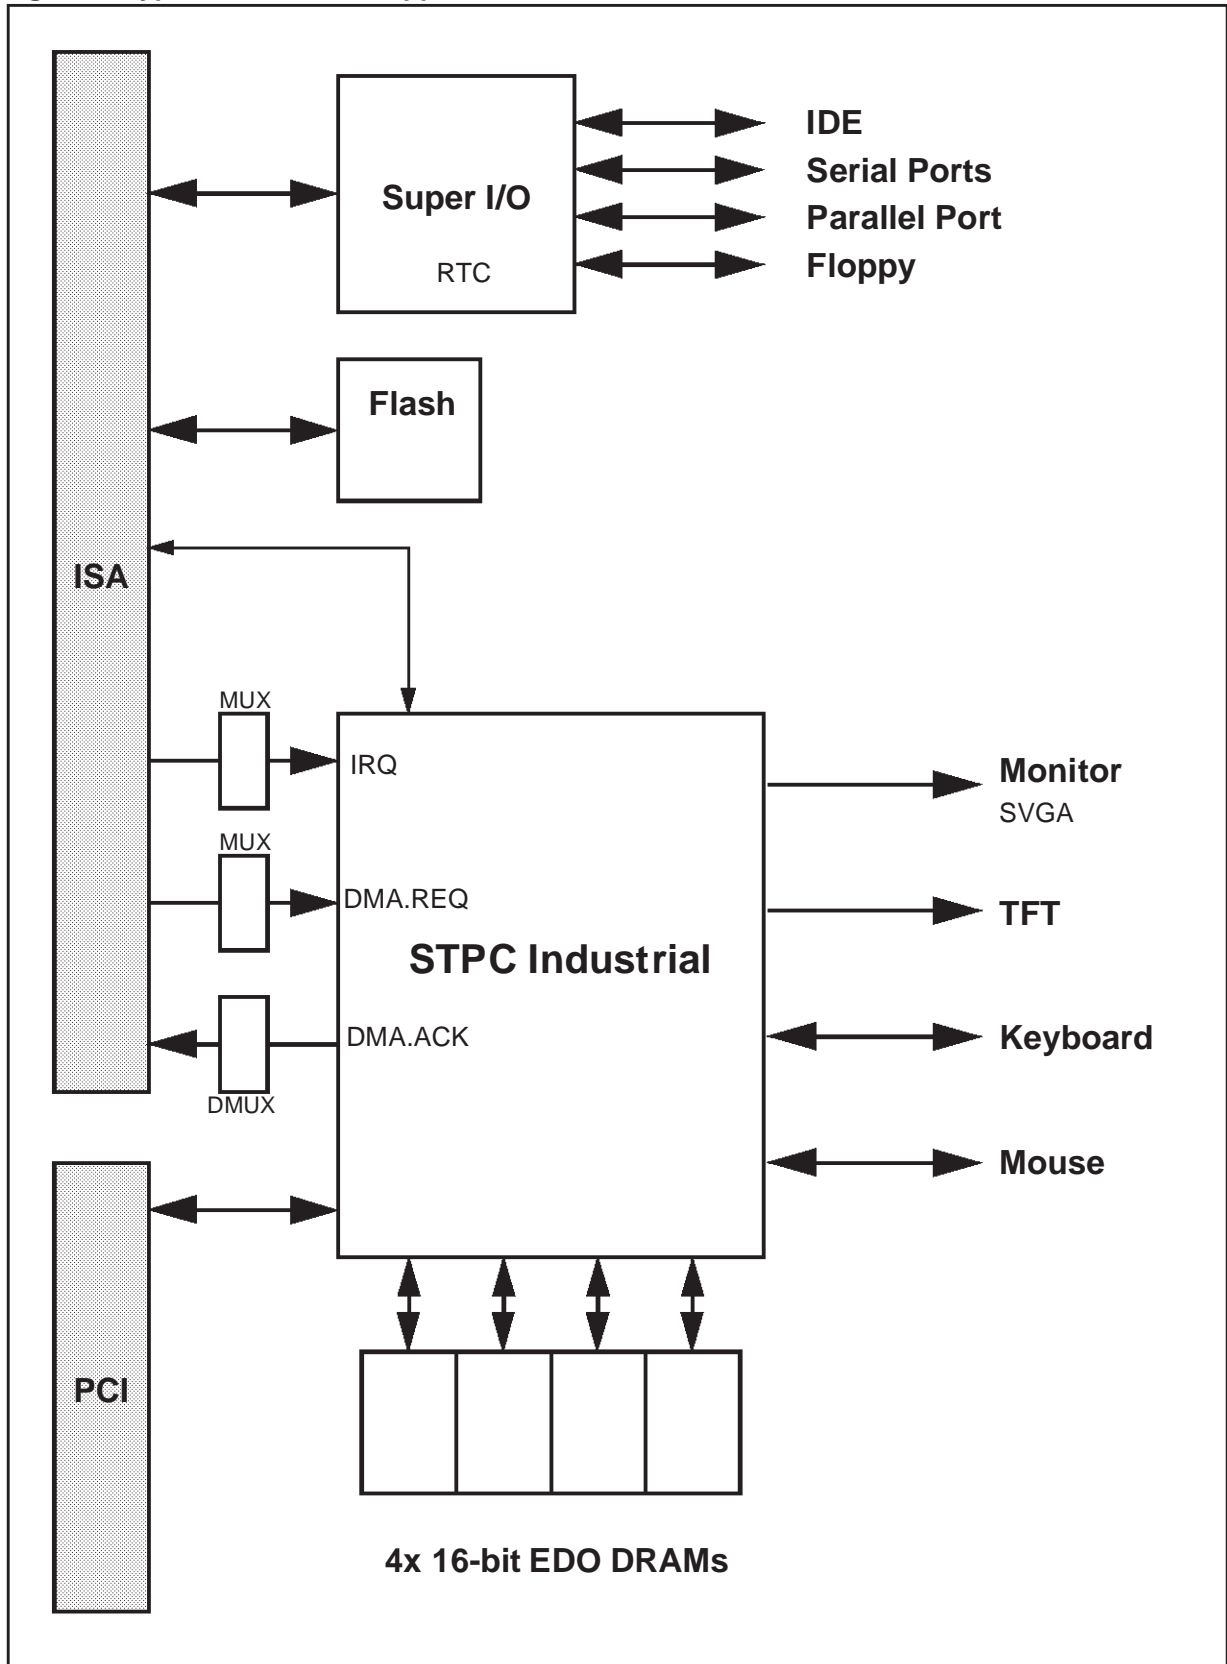 IDE
Serial Ports
Super I/O
Parallel Port
RTC
Floppy
Flash
ISA
MUX
IRQ
Monitor
SVGA
MUX
DMA.REQ
TFT
STPC Industrial
DMA.ACK
Keyboard
DMUX
Mouse
PCI
4x 16-bit EDO DRAMs